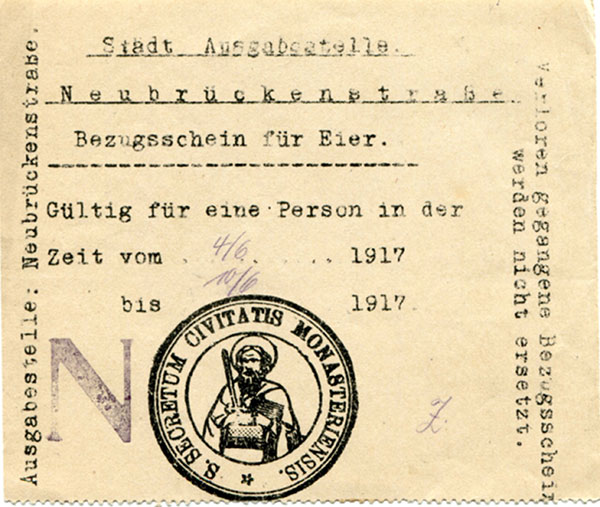 Städt Ausgabestelle.
Neubrückenstraße
Bezugsschein für Eier.
Gültig für eine Person in der
Zeit vom . 4/6 . . . . . 1917
10/6
bis 1917
N
S. SECRETUM CIVITATIS MONASTERIENSIS.
Z.
Ausgabestelle: Neubrückenstraße.
Verloren gegangene Bezugsschein
werden nicht ersetzt.